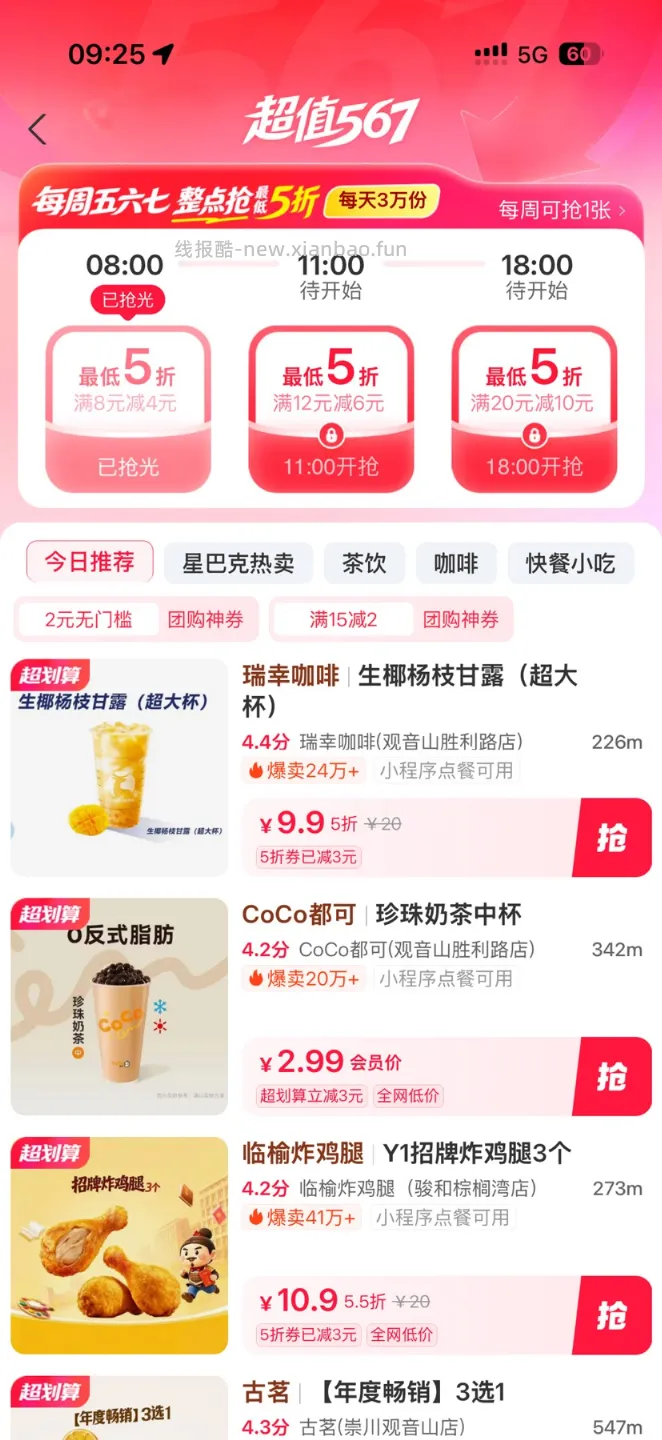 09:25
5G
60
超值567
每周五六七 整点抢最低5折 每天3万份
每周可抢1张
线报酷-new.xianbao.fun
08:00 11:00 18:00
已抢光 待开始 待开始
最低5折 最低5折 最低5折
满8元减4元 满12元减6元 满20元减10元
已抢光 11:00开抢 18:00开抢
今日推荐 星巴克热卖 茶饮 咖啡 快餐小吃
2元无门槛 团购神券 满15减2 团购神券
超划算
生椰杨枝甘露（超大杯）
生椰杨枝甘露（超大杯）
瑞幸咖啡 生椰杨枝甘露（超大
杯）
4.4分 瑞幸咖啡(观音山胜利路店) 226m
爆卖24万+ 小程序点餐可用
¥9.9 5折 ¥20
抢
5折券已减3元
超划算
0反式脂肪
珍珠奶茶 中
CoCo
CoCo都可 珍珠奶茶中杯
4.2分 CoCo都可(观音山胜利路店) 342m
爆卖20万+ 小程序点餐可用
¥2.99 会员价
抢
超划算立减3元 全网低价
超划算
招牌炸鸡腿3个
临榆炸鸡腿 Y1招牌炸鸡腿3个
4.2分 临榆炸鸡腿（骏和棕榈湾店） 273m
爆卖41万+ 小程序点餐可用
¥10.9 5.5折 ¥20
抢
5折券已减3元 全网低价
超划算
【年度畅销】3选1
古茗 【年度畅销】3选1
4.3分 古茗(崇川观音山店) 547m